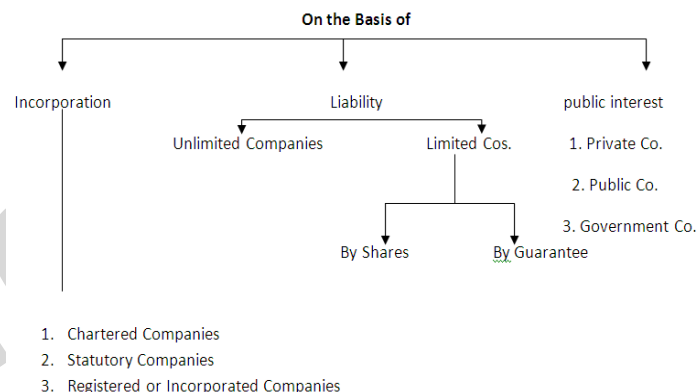 On the Basis of
Incorporation Liability public interest
Unlimited Companies Limited Cos. 1. Private Co.
2. Public Co.
3. Government Co.
By Shares By Guarantee
1. Chartered Companies
2. Statutory Companies
3. Registered or Incorporated Companies